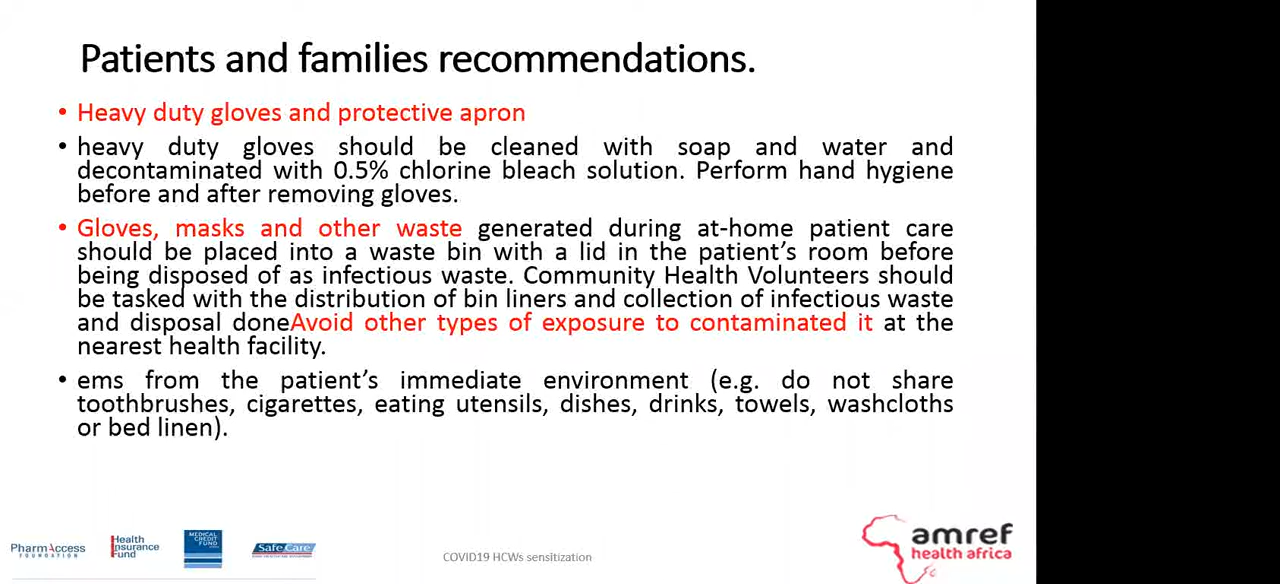 Patients and families recommendations.
• Heavy duty gloves and protective apron
• heavy duty gloves should be cleaned with soap and water and
decontaminated with 0.5% chlorine bleach solution. Perform hand hygiene
before and after removing gloves.
• Gloves, masks and other waste generated during at-home patient care
should be placed into a waste bin with a lid in the patient's room before
being disposed of as infectious waste. Community Health Volunteers should
be tasked with the distribution of bin liners and collection of infectious waste
and disposal doneAvoid other types of exposure to contaminated it at the
nearest health facility.
• ems from the patient's immediate environment (e.g. do not share
toothbrushes, cigarettes, eating utensils, dishes, drinks, towels, washcloths
or bed linen).
PharmAccess
FOUNDATION
Health
Insurance
Fund
MEDICAL
CREDIT
FUND
SafeCare
COVID19 HCWs sensitization
amref
health africa